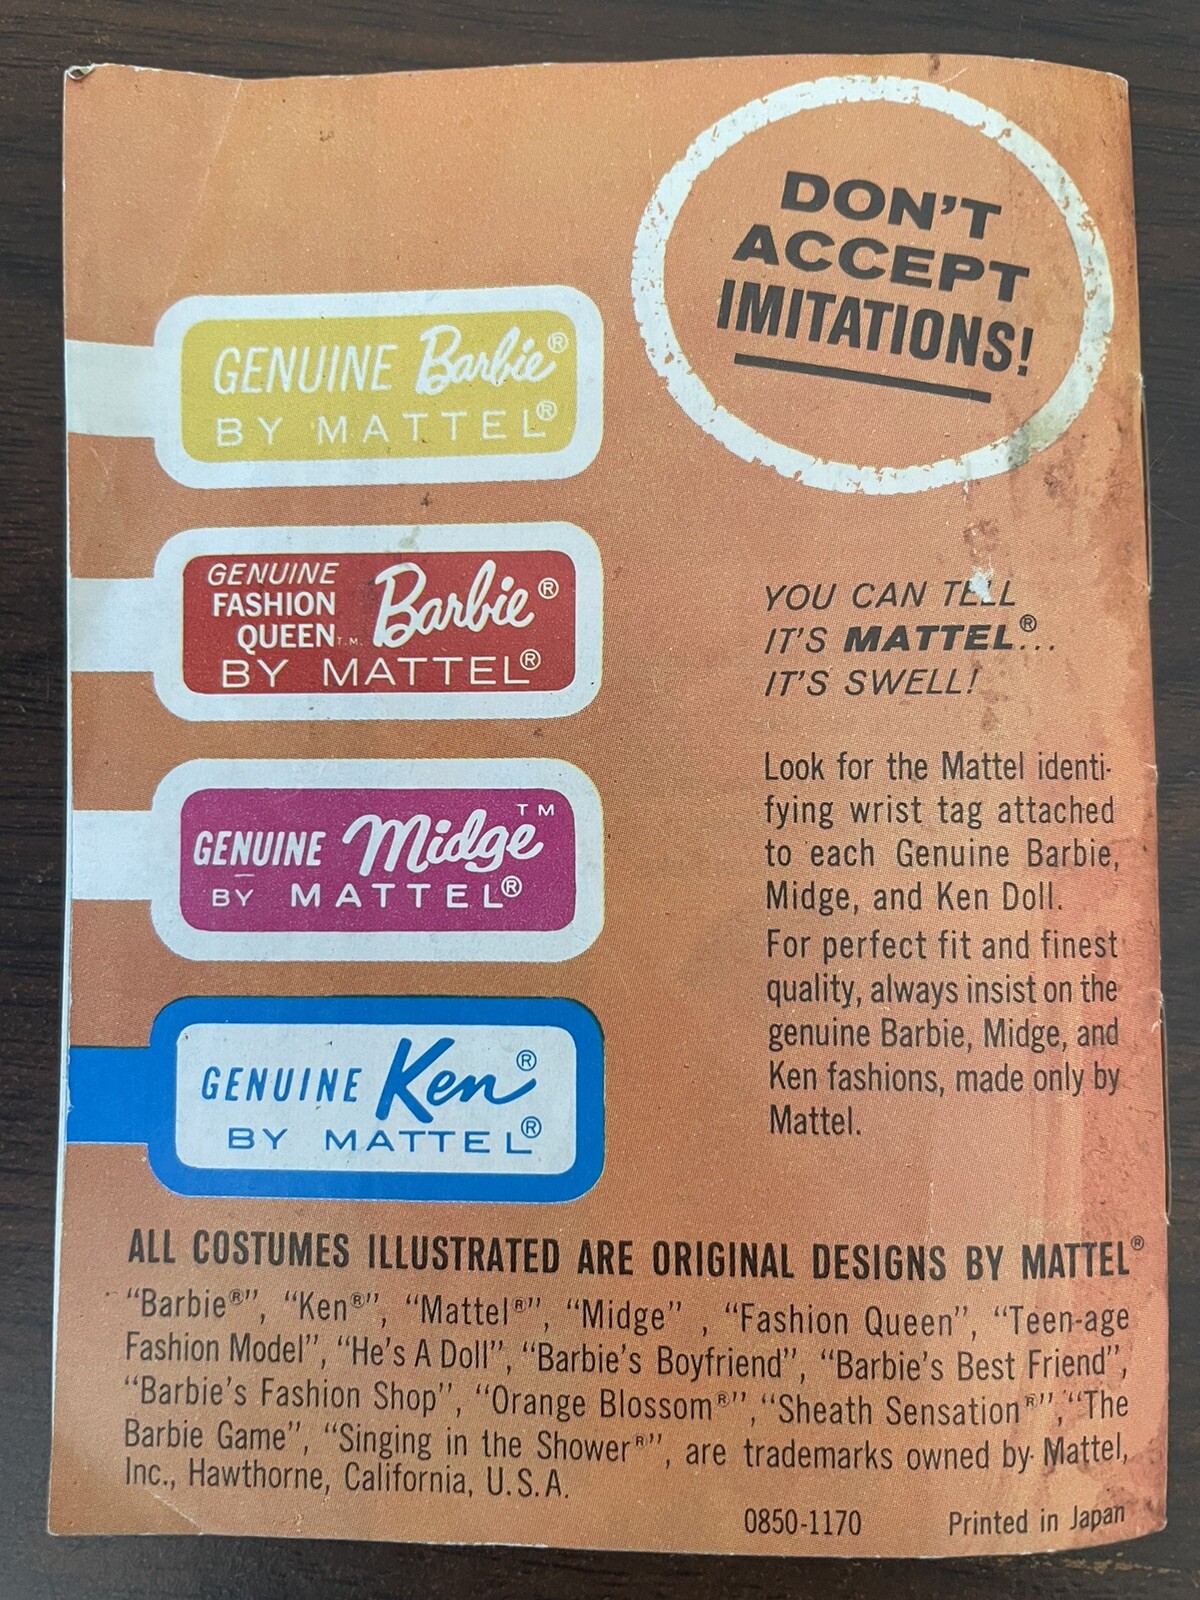 DON'T
ACCEPT
IMITATIONS!
GENUINE Barbie®
BY MATTEL®
GENUINE
FASHION
QUEEN T.M. Barbie®
BY MATTEL®
GENUINE Midge™
BY MATTEL®
GENUINE Ken®
BY MATTEL®
YOU CAN TELL
IT'S MATTEL®...
IT'S SWELL!
Look for the Mattel identi-
fying wrist tag attached
to each Genuine Barbie,
Midge, and Ken Doll.
For perfect fit and finest
quality, always insist on the
genuine Barbie, Midge, and
Ken fashions, made only by
Mattel.
ALL COSTUMES ILLUSTRATED ARE ORIGINAL DESIGNS BY MATTEL®
“Barbie®”, “Ken®”, “Mattel®”, “Midge” , “Fashion Queen”, “Teen-age
Fashion Model”, “He's A Doll”, “Barbie's Boyfriend”, “Barbie's Best Friend”,
“Barbie's Fashion Shop”, “Orange Blossom®”, “Sheath Sensation®”, “The
Barbie Game”, “Singing in the Shower®”, are trademarks owned by Mattel,
Inc., Hawthorne, California, U.S.A.
0850-1170 Printed in Japan